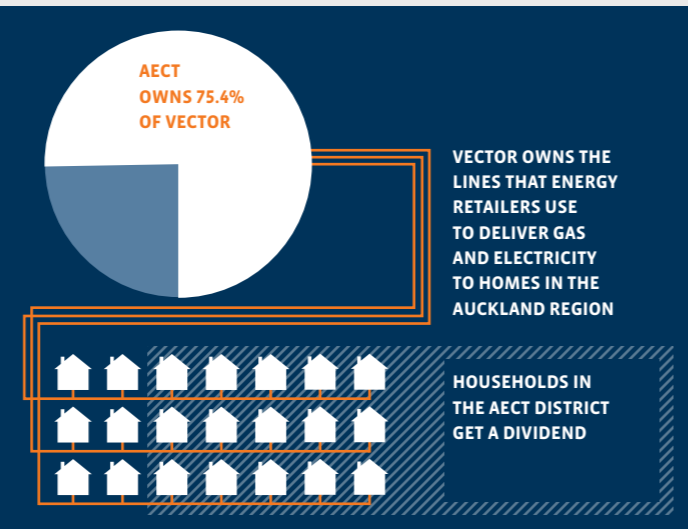 AECT
OWNS 75.4%
OF VECTOR
VECTOR OWNS THE
LINES THAT ENERGY
RETAILERS USE
TO DELIVER GAS
AND ELECTRICITY
TO HOMES IN THE
AUCKLAND REGION
HOUSEHOLDS IN
THE AECT DISTRICT
GET A DIVIDEND